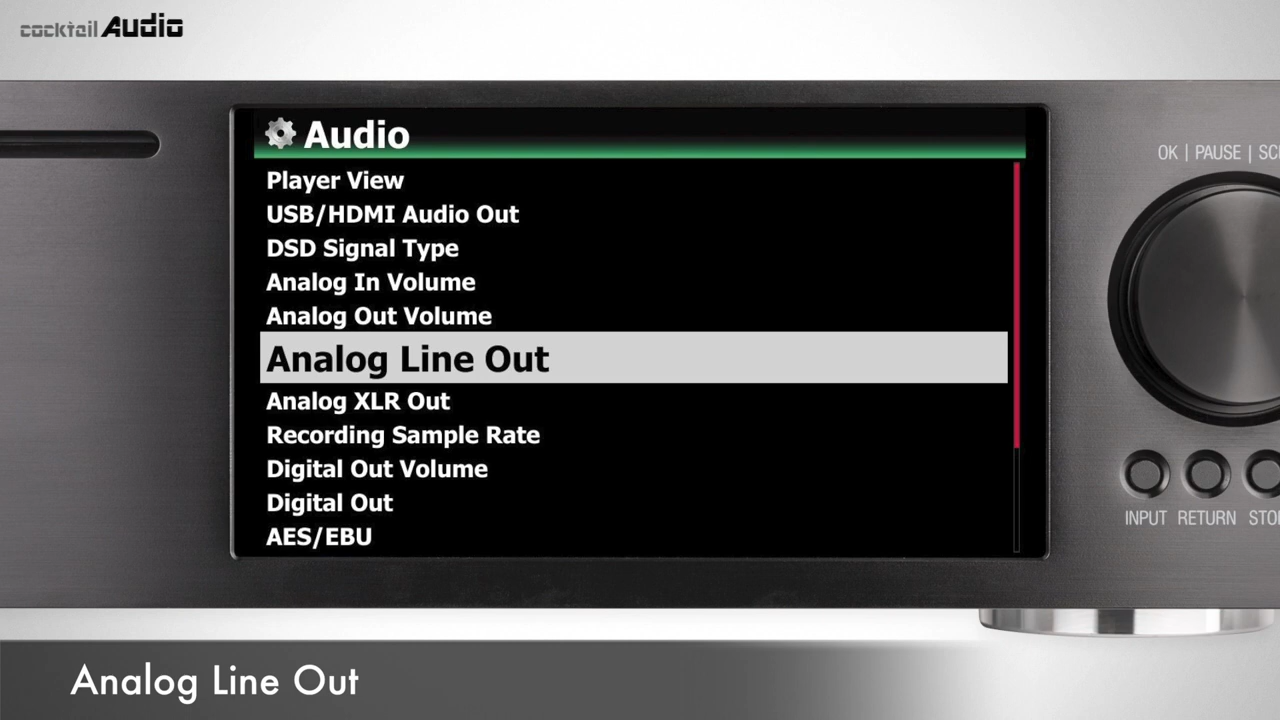 cocktail Audio
Audio
OK | PAUSE |
Player View
USB/HDMI Audio Out
DSD Signal Type
Analog In Volume
Analog Out Volume
Analog Line Out
Analog XLR Out
Recording Sample Rate
Digital Out Volume
Digital Out
AES/EBU
INPUT RETURN
Analog Line Out